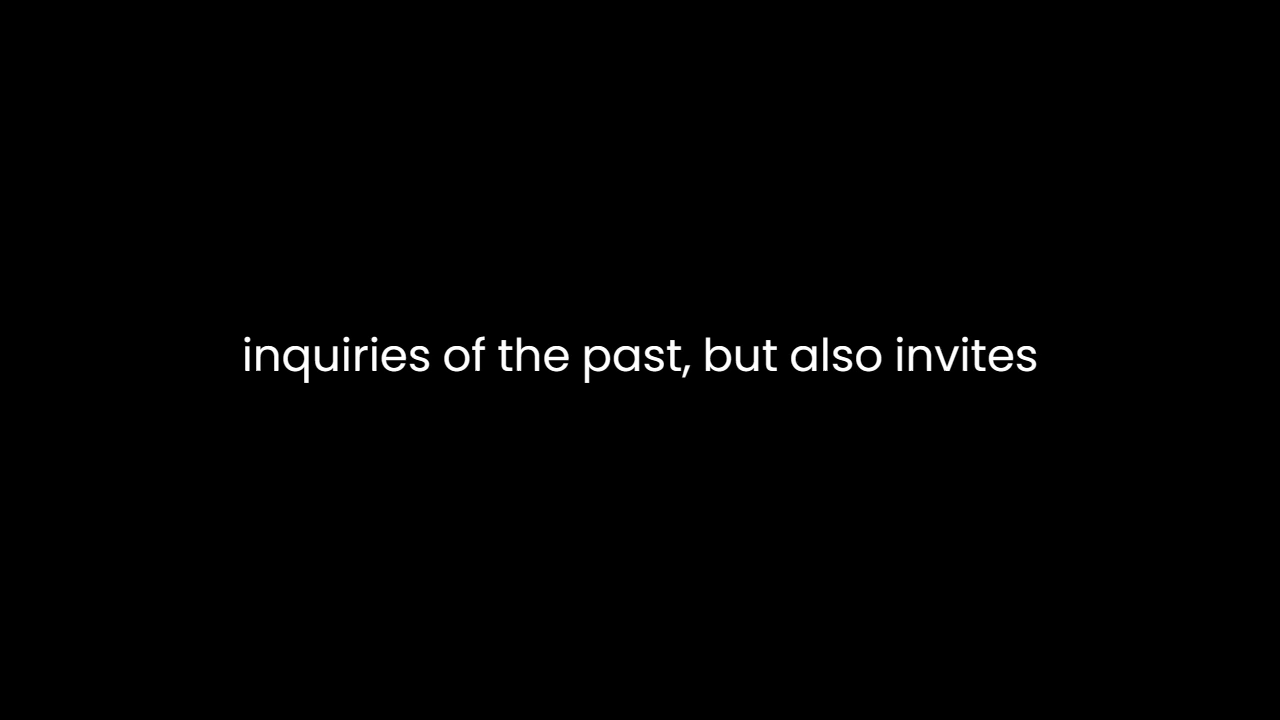 inquiries of the past, but also invites